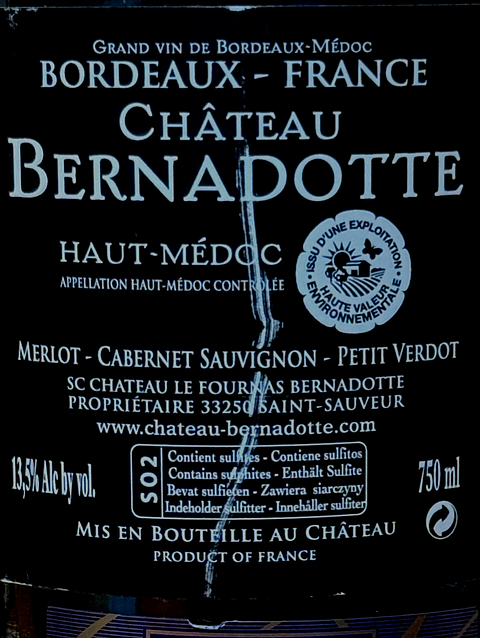 GRAND VIN DE BORDEAUX-MÉDOC
BORDEAUX - FRANCE
CHÂTEAU
BERNADOTTE
HAUT-MÉDOC
APPELLATION HAUT-MÉDOC CONTRÔLÉE
ISSU D'UNE EXPLOITATION
HAUTE VALEUR
ENVIRONNEMENTALE
MERLOT - CABERNET SAUVIGNON - PETIT VERDOT
SC CHATEAU LE FOURNAS BERNADOTTE
PROPRIÉTAIRE 33250 SAINT-SAUVEUR
www.chateau-bernadotte.com
13,5% Alc by vol.
SO2
Contient sulfites - Contiene sulfitos
Contains sulphites - Enthält Sulfite
Bevat sulfieten - Zawiera siarczyny
Indeholder sulfitter - Innehåller sulfiter
750 ml
MIS EN BOUTEILLE AU CHÂTEAU
PRODUCT OF FRANCE